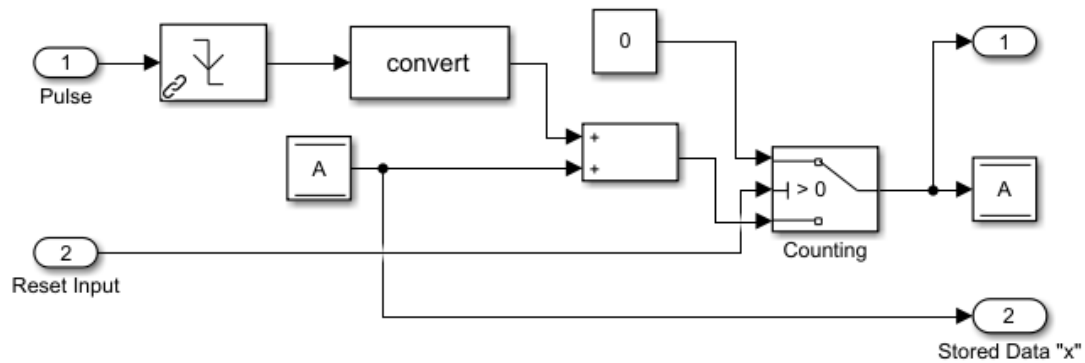 1
Pulse
convert
0
1
A
+
+
> 0
Counting
A
2
Reset Input
2
Stored Data "x"